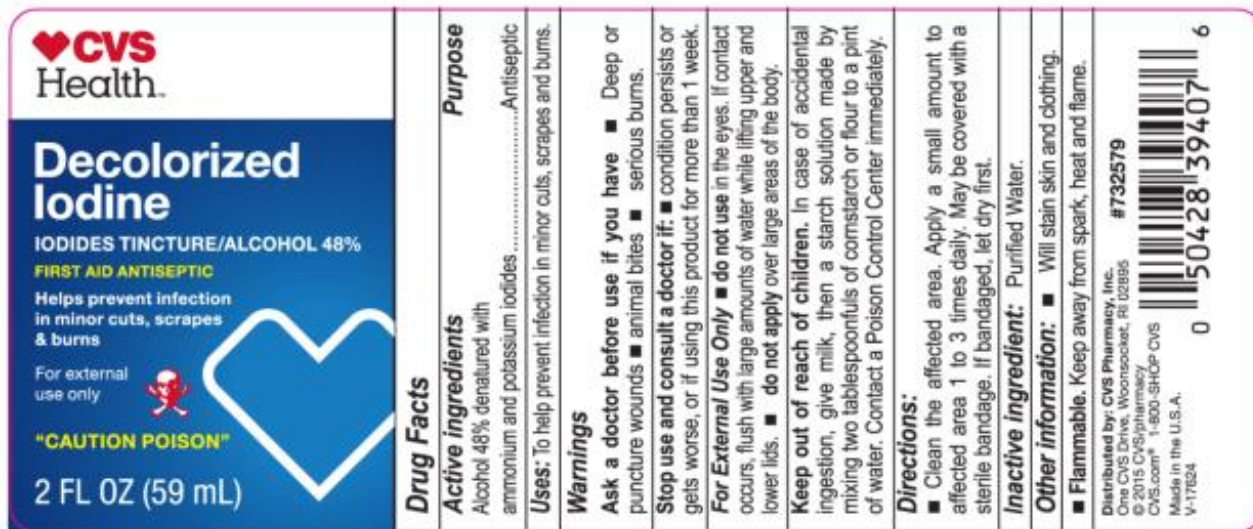 CVS
Health™
Decolorized
Iodine
IODIDES TINCTURE/ALCOHOL 48%
FIRST AID ANTISEPTIC
Helps prevent infection
in minor cuts, scrapes
& burns
For external
use only
"CAUTION POISON"
2 FL OZ (59 mL)
Drug Facts
Active ingredients Purpose
Alcohol 48% denatured with
ammonium and potassium iodides..............................Antiseptic
Uses: To help prevent infection in minor cuts, scrapes and burns.
Warnings
Ask a doctor before use if you have ■ Deep or
puncture wounds ■ animal bites ■ serious burns.
Stop use and consult a doctor if: ■ condition persists or
gets worse, or if using this product for more than 1 week.
For External Use Only ■ do not use in the eyes. If contact
occurs, flush with large amounts of water while lifting upper and
lower lids. ■ do not apply over large areas of the body.
Keep out of reach of children. In case of accidental
ingestion, give milk, then a starch solution made by
mixing two tablespoonfuls of cornstarch or flour to a pint
of water. Contact a Poison Control Center immediately.
Directions:
■ Clean the affected area. Apply a small amount to
affected area 1 to 3 times daily. May be covered with a
sterile bandage. If bandaged, let dry first.
Inactive ingredient: Purified Water.
Other information: ■ Will stain skin and clothing.
■ Flammable. Keep away from spark, heat and flame.
Distributed by: CVS Pharmacy, Inc.
One CVS Drive, Woonsocket, RI 02895
© 2015 CVS/pharmacy
CVS.com® 1-800-SHOP CVS
Made in the U.S.A.
V-17624
#732579
0 50428 39407 6